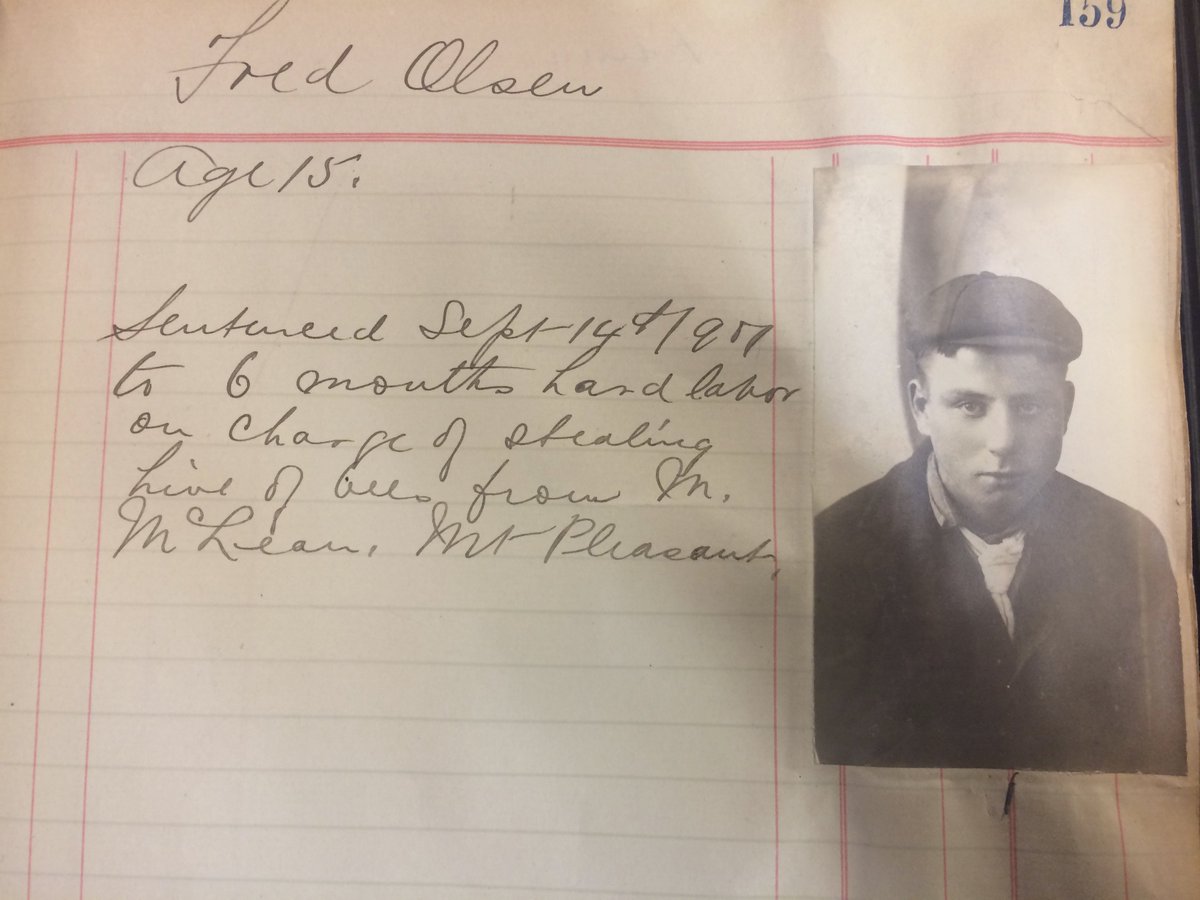 159
Fred Olsen
Age 15.
Sentenced Sept 14th/901
to 6 months hard labor
on charge of stealing
hive of bees from M.
McLean, Mt Pleasant,